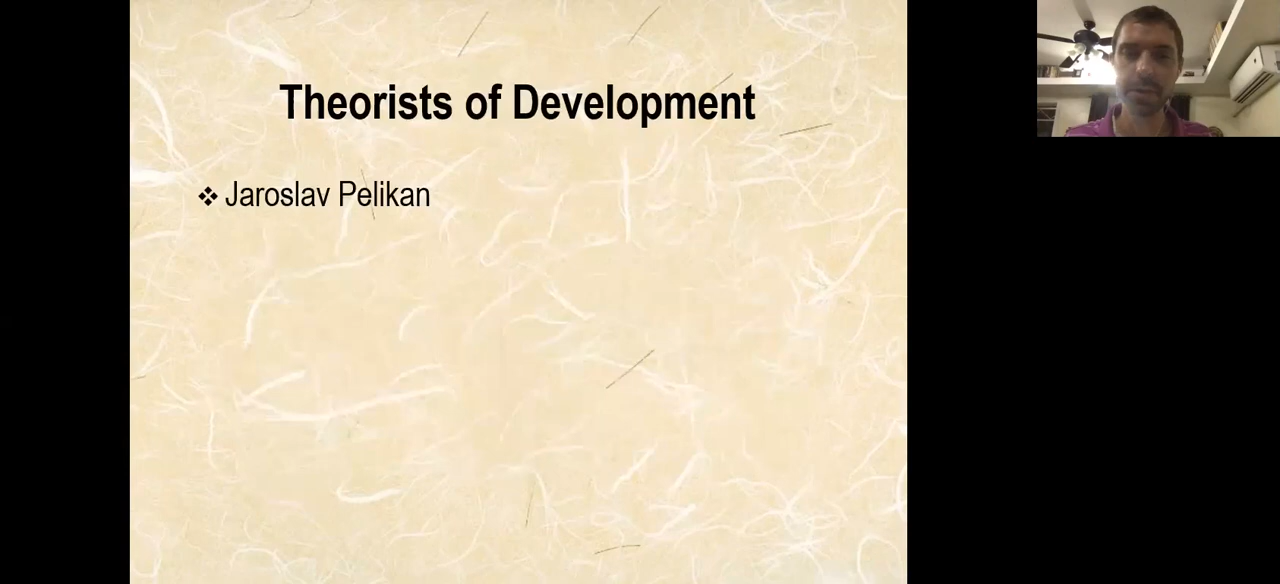 Theorists of Development
❖ Jaroslav Pelikan